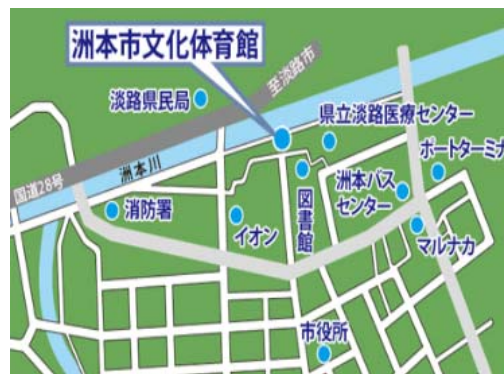 洲本市文化体育館
至淡路市
淡路県民局
県立淡路医療センター
洲本川
国道28号
ポートターミナ
洲本バス
センター
図書館
消防署
イオン
マルナカ
市役所